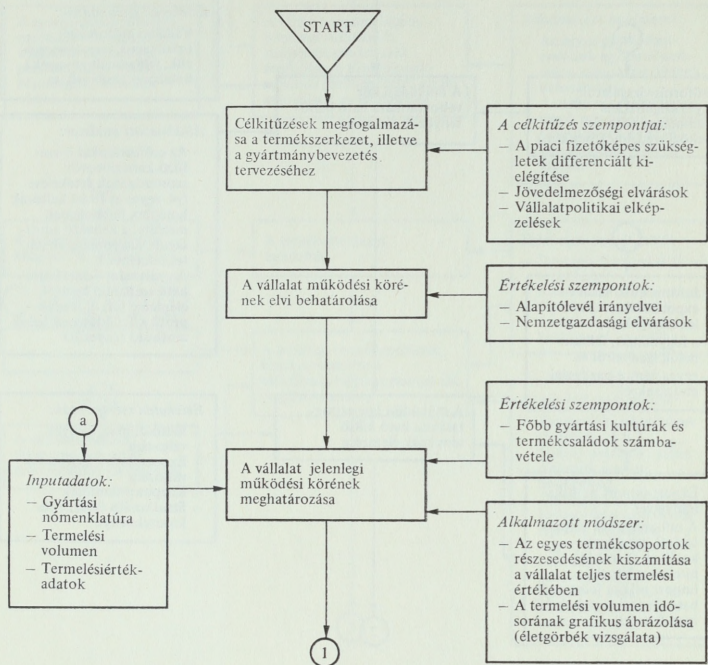 START
Célkitűzések megfogalmazá-
sa a termékszerkezet, illetve
a gyártmánybevezetés
tervezéséhez
A célkitűzés szempontjai:
– A piaci fizetőképes szükség-
letek differenciált ki-
elégítése
– Jövedelmezőségi elvárások
– Vállalatpolitikai elkép-
zelések
A vállalat működési köré-
nek elvi behatárolása
Értékelési szempontok:
– Alapítólevél irányelvei
– Nemzetgazdasági elvárások
a
Értékelési szempontok:
– Főbb gyártási kultúrák és
termékcsaládok számba-
vétele
Inputadatok:
– Gyártási
nómenklatúra
– Termelési
volumen
– Termelésiérték-
adatok
A vállalat jelenlegi
működési körének
meghatározása
Alkalmazott módszer:
– Az egyes termékcsoportok
részesedésének kiszámítása
a vállalat teljes termelési
értékében
– A termelési volumen idő-
sorának grafikus ábrázolása
(életgörbék vizsgálata)
1